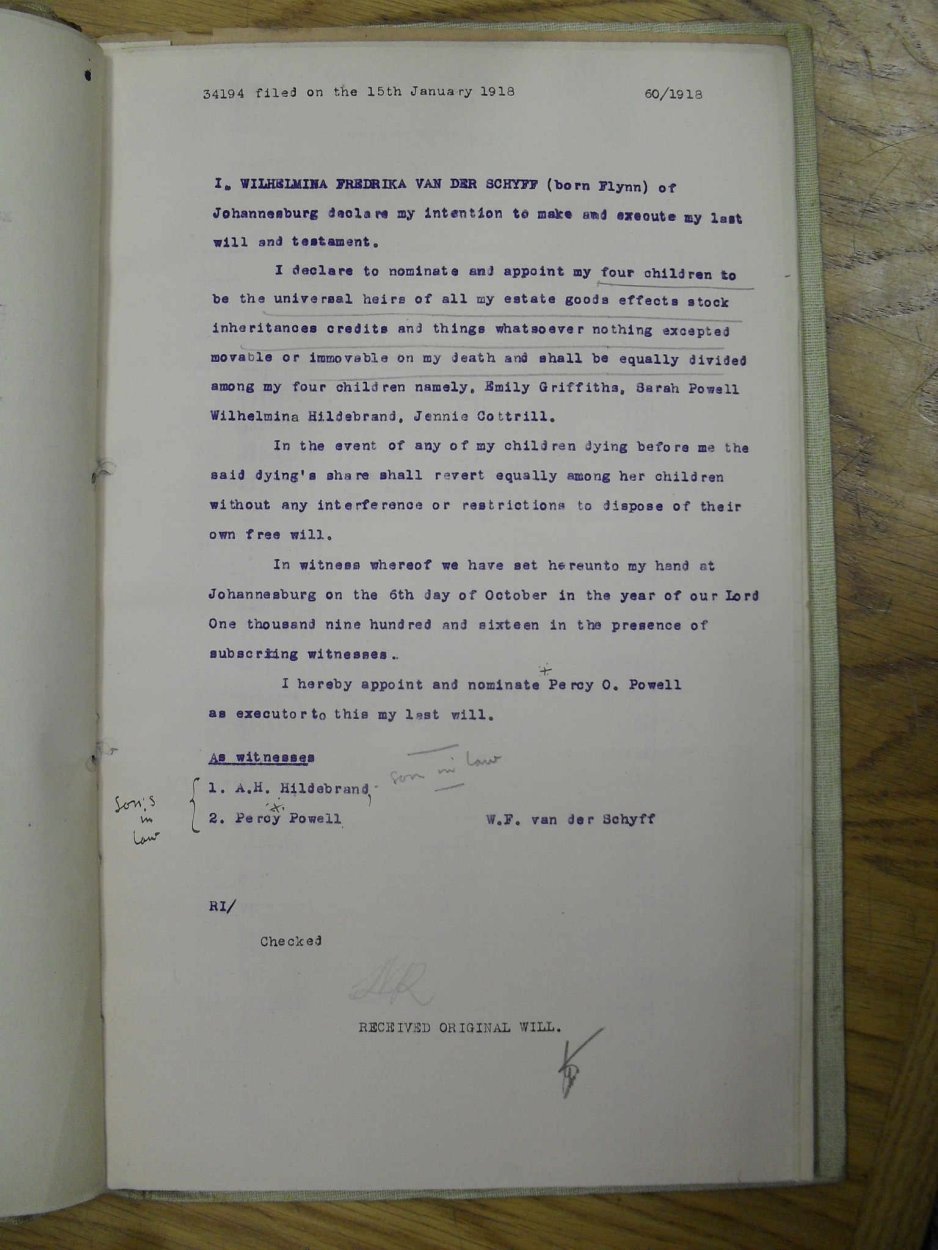 34194 filed on the 15th January 1918 60/1918
I, WILHELMINA FREDRIKA VAN DER SCHYFF (born Flynn) of
Johannesburg declare my intention to make and execute my last
will and testament.
I declare to nominate and appoint my four children to
be the universal heirs of all my estate goods effects stock
inheritances credits and things whatsoever nothing excepted
movable or immovable on my death and shall be equally divided
among my four children namely, Emily Griffiths, Sarah Powell
Wilhelmina Hildebrand, Jennie Cottrill.
In the event of any of my children dying before me the
said dying's share shall revert equally among her children
without any interference or restrictions to dispose of their
own free will.
In witness whereof we have set hereunto my hand at
Johannesburg on the 6th day of October in the year of our Lord
One thousand nine hundred and sixteen in the presence of
subscriing witnesses.
I hereby appoint and nominate Percy O. Powell
as executor to this my last will.
As witnesses
son in law
1. A.H. Hildebrand,
Son's
in
law
2. Percy Powell W.F. van der Schyff
RI/
Checked
RECEIVED ORIGINAL WILL.